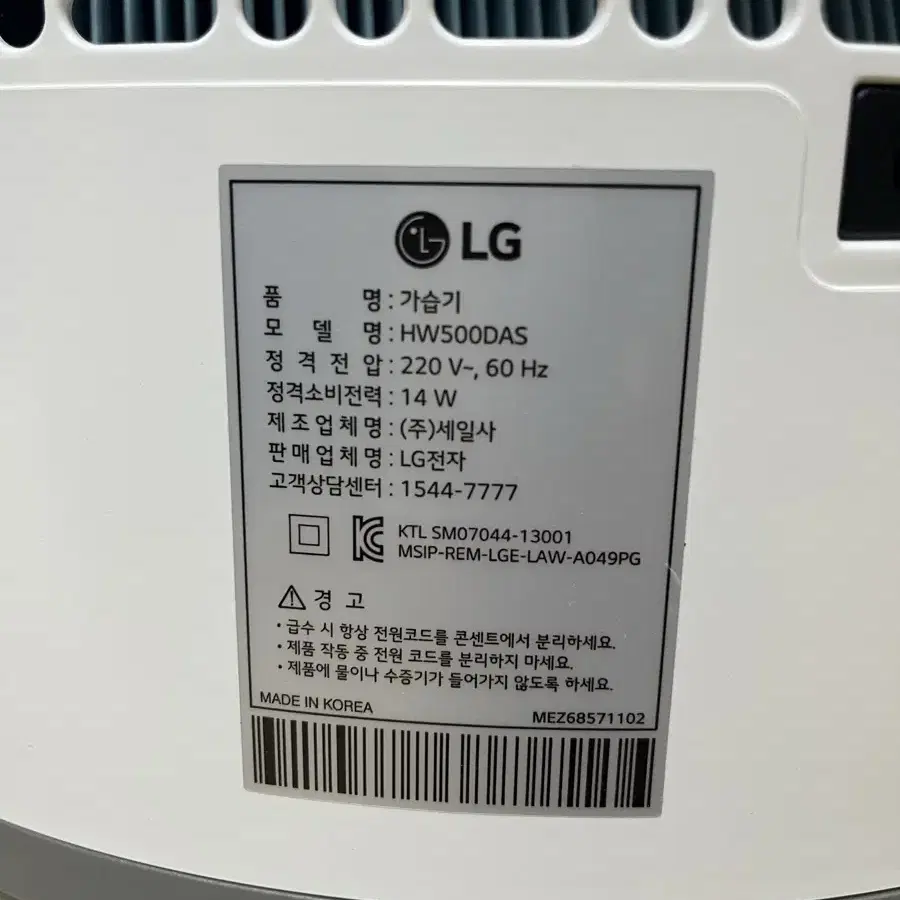 LG
품 명 : 가습기
모 델 명 : HW500DAS
정 격 전 압 : 220 V~, 60 Hz
정격소비전력 : 14 W
제 조 업 체 명 : (주)세일사
판 매 업 체 명 : LG전자
고객상담센터 : 1544-7777
KTL SM07044-13001
MSIP-REM-LGE-LAW-A049PG
경 고
• 급수 시 항상 전원코드를 콘센트에서 분리하세요.
• 제품 작동 중 전원 코드를 분리하지 마세요.
• 제품에 물이나 수증기가 들어가지 않도록 하세요.
MADE IN KOREA
MEZ68571102